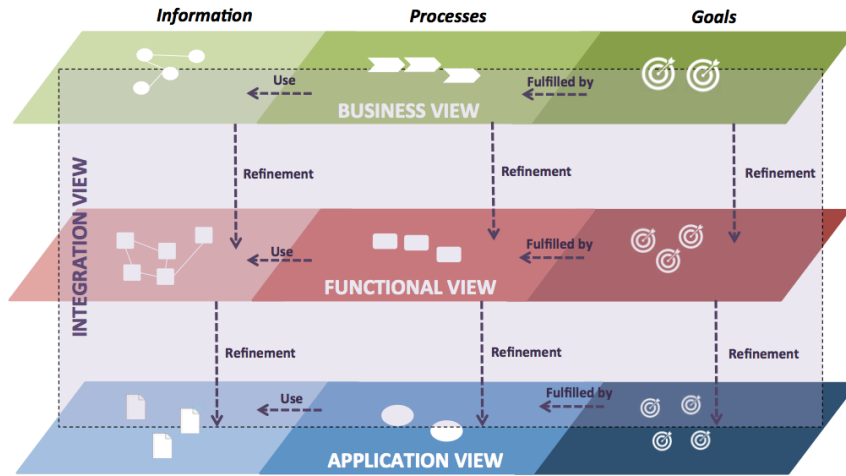 Information
Processes
Goals
Use
Fulfilled by
BUSINESS VIEW
INTEGRATION VIEW
Refinement
Refinement
Refinement
Use
Fulfilled by
FUNCTIONAL VIEW
Refinement
Refinement
Refinement
Use
Fulfilled by
APPLICATION VIEW